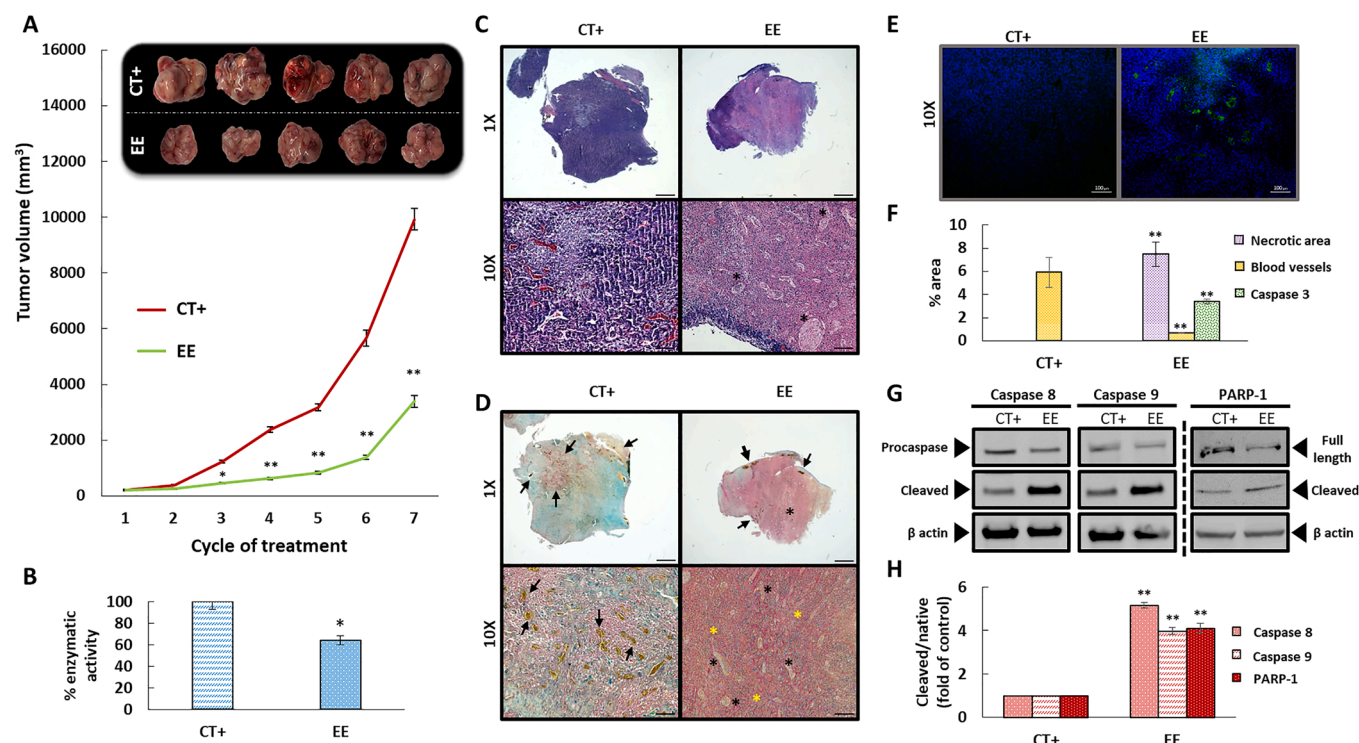 A
Tumor volume (mm³)
16000
14000
12000
10000
8000
6000
4000
2000
0
CT+
EE
CT+
EE
*
**
**
**
**
1 2 3 4 5 6 7
Cycle of treatment
B
% enzymatic
activity
100
80
60
40
20
0
*
CT+ EE
C
CT+ EE
1X
10X
*
*
*
D
CT+ EE
1X
*
10X
*
*
*
*
*
*
*
E
CT+ EE
10X
100µm
100µm
F
% area
10
8
6
4
2
0
**
**
**
CT+ EE
Necrotic area
Blood vessels
Caspase 3
G
Caspase 8 Caspase 9 PARP-1
CT+ EE CT+ EE CT+ EE
Procaspase
Full
length
Cleaved
Cleaved
β actin
β actin
H
Cleaved/native
(fold of control)
6
4
2
0
**
**
**
CT+ EE
Caspase 8
Caspase 9
PARP-1